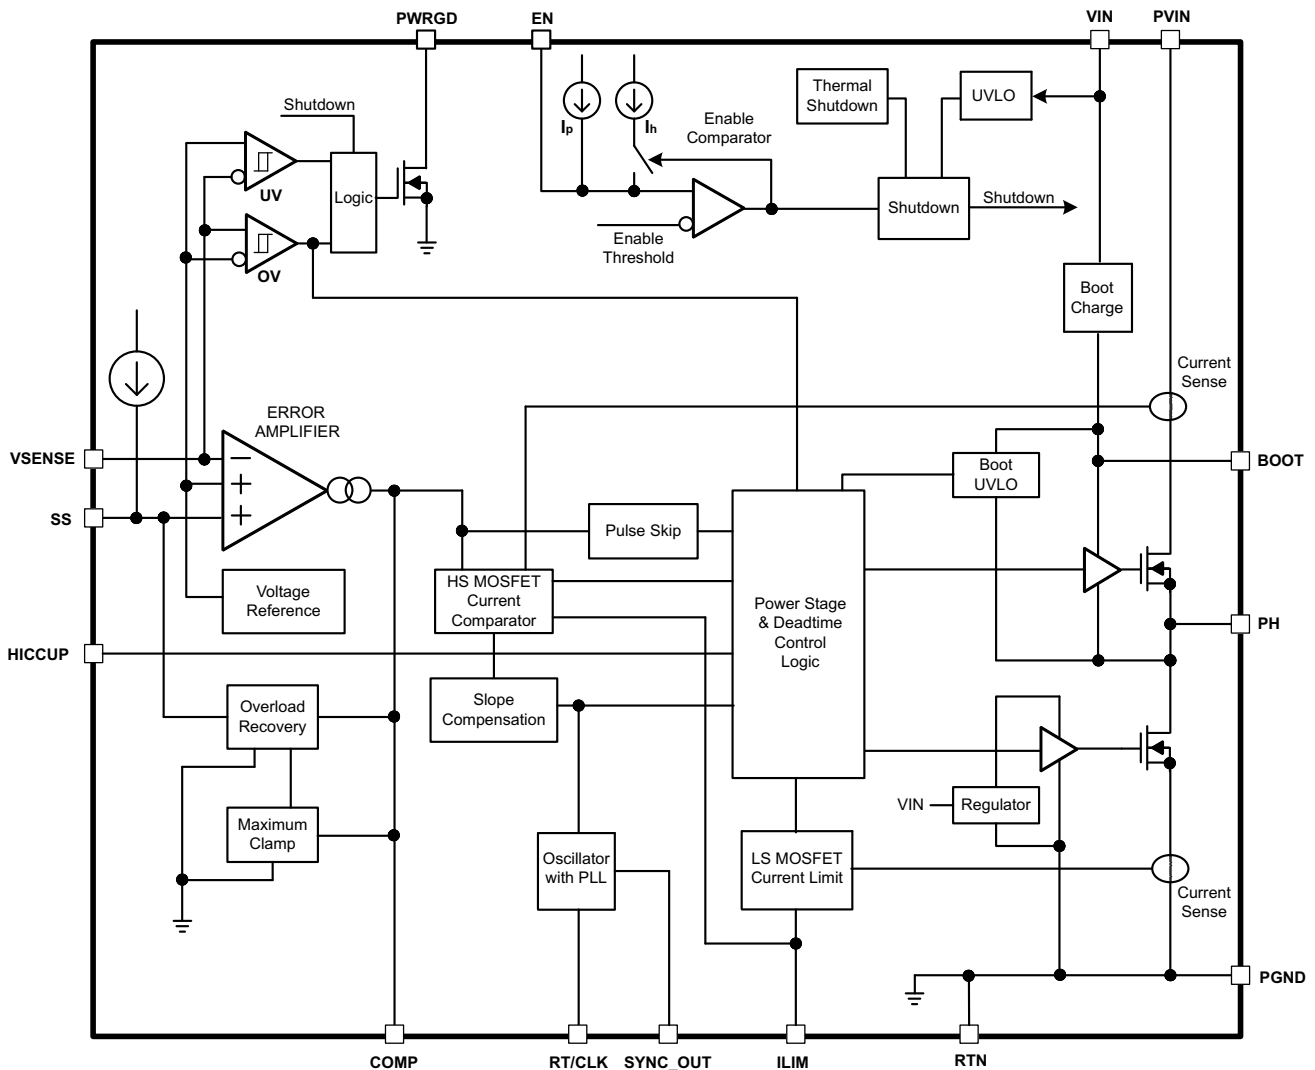 PWRGD
EN
VIN
PVIN
Shutdown
Thermal
Shutdown
UVLO
Ip
Ih
Enable
Comparator
UV
Logic
Shutdown
Shutdown
Enable
Threshold
OV
Boot
Charge
Current
Sense
ERROR
AMPLIFIER
VSENSE
−
+
+
SS
BOOT
Boot
UVLO
Pulse Skip
Voltage
Reference
HS MOSFET
Current
Comparator
Power Stage
& Deadtime
Control
Logic
PH
HICCUP
Slope
Compensation
Overload
Recovery
VIN
Regulator
Maximum
Clamp
Oscillator
with PLL
LS MOSFET
Current Limit
Current
Sense
PGND
COMP
RT/CLK
SYNC_OUT
ILIM
RTN